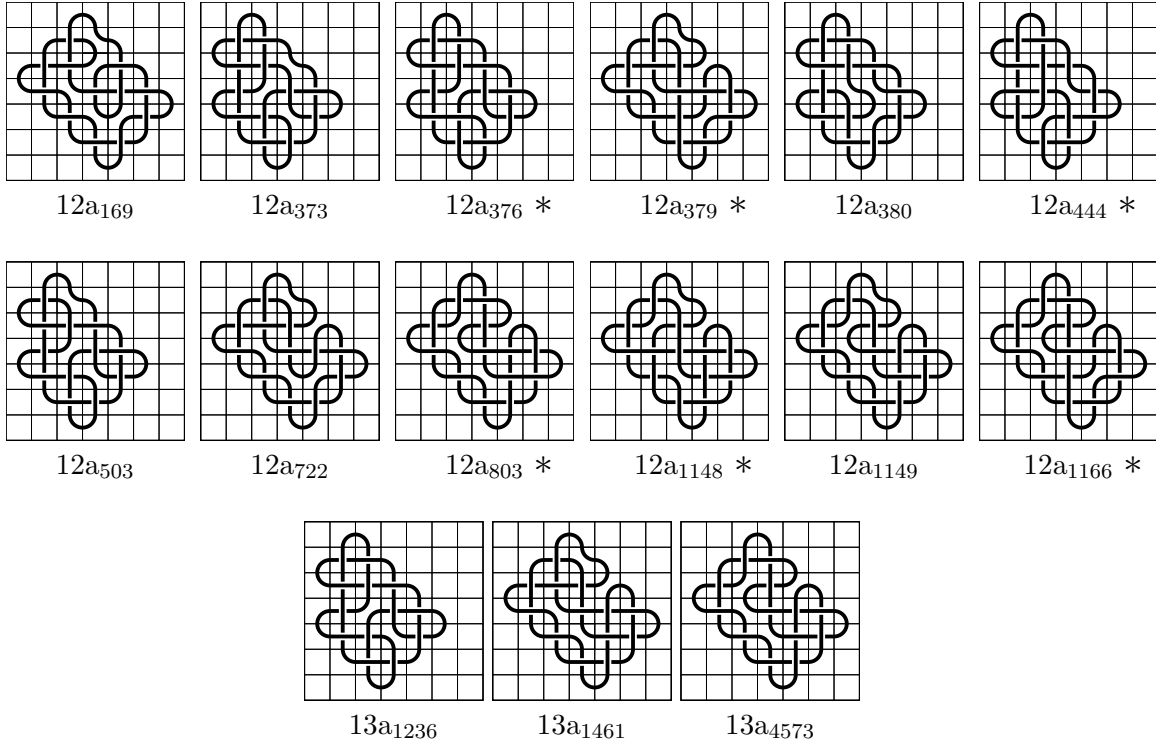 12a₁₆₉ 12a₃₇₃ 12a₃₇₆ * 12a₃₇₉ * 12a₃₈₀ 12a₄₄₄ *
12a₅₀₃ 12a₇₂₂ 12a₈₀₃ * 12a₁₁₄₈ * 12a₁₁₄₉ 12a₁₁₆₆ *
13a₁₂₃₆ 13a₁₄₆₁ 13a₄₅₇₃